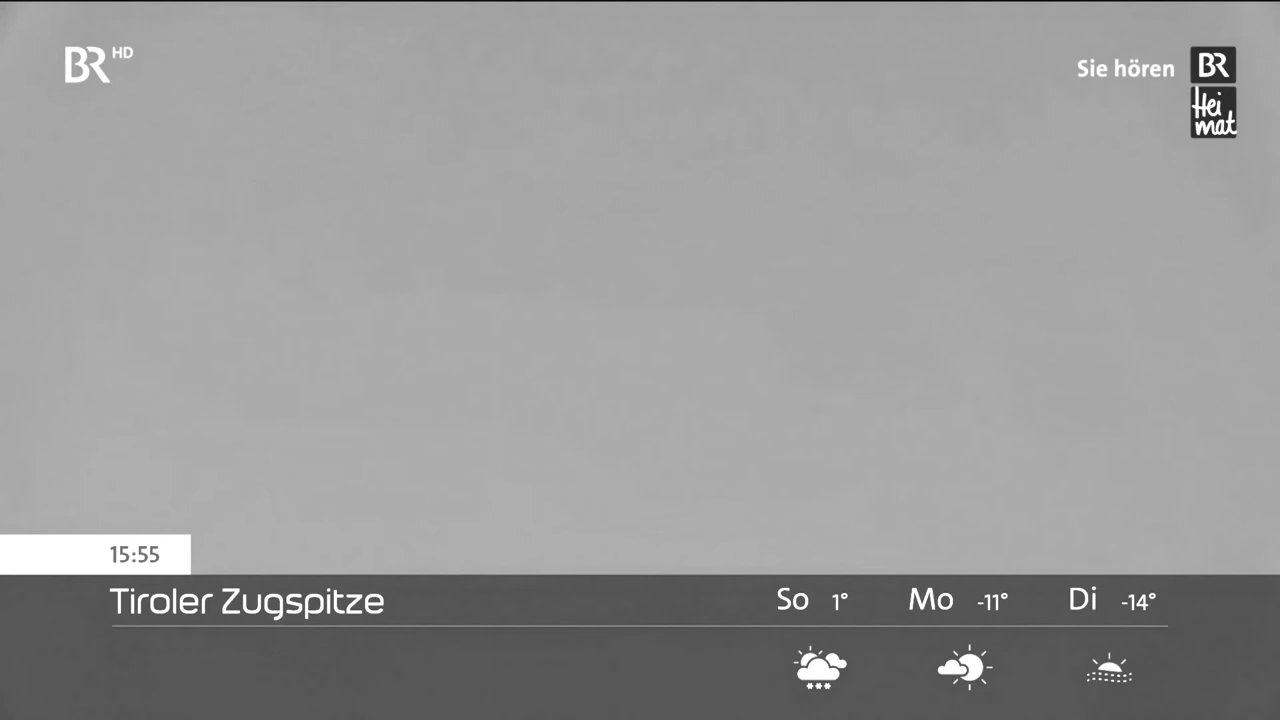 BR HD
Sie hören BR
Heimat
15:55
Tiroler Zugspitze So 1° Mo -11° Di -14°